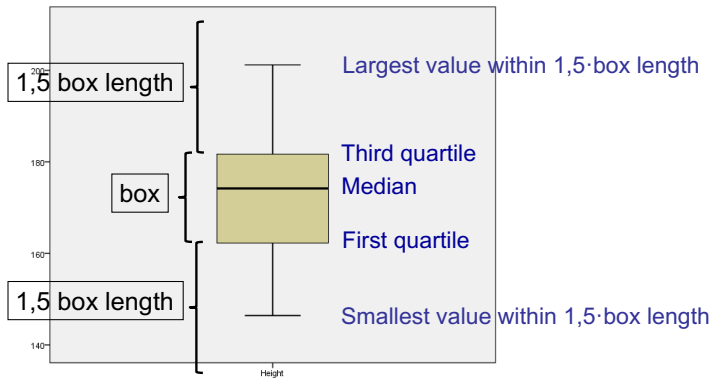 Largest value within 1,5·box length
200
1,5 box length
Third quartile
180
Median
box
First quartile
160
1,5 box length
Smallest value within 1,5·box length
140
Height